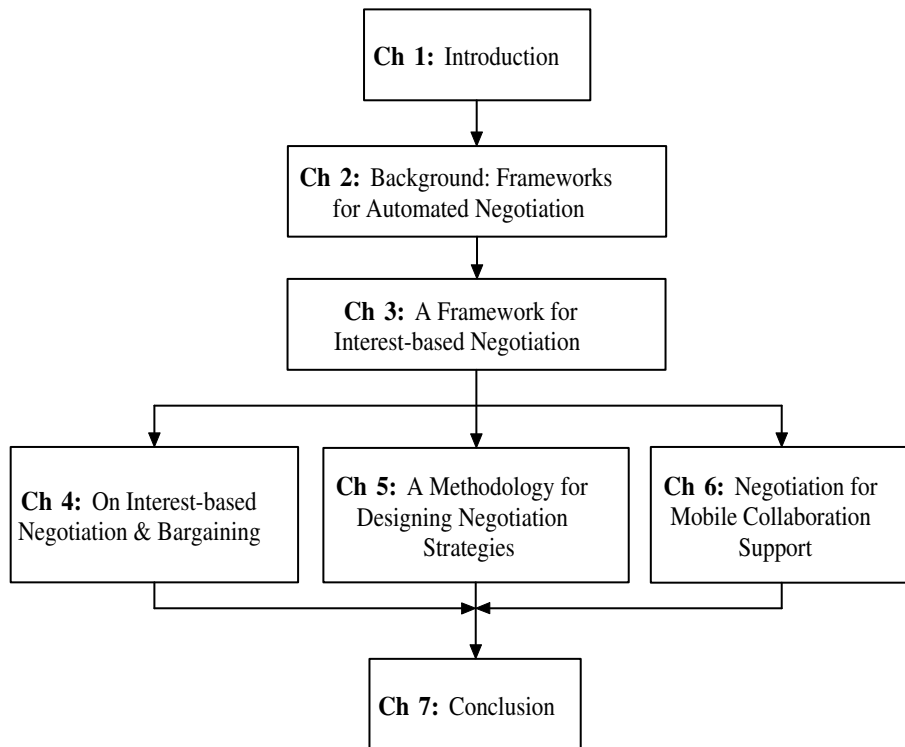 Ch 1: Introduction
Ch 2: Background: Frameworks
for Automated Negotiation
Ch 3: A Framework for
Interest-based Negotiation
Ch 4: On Interest-based
Negotiation & Bargaining
Ch 5: A Methodology for
Designing Negotiation
Strategies
Ch 6: Negotiation for
Mobile Collaboration
Support
Ch 7: Conclusion